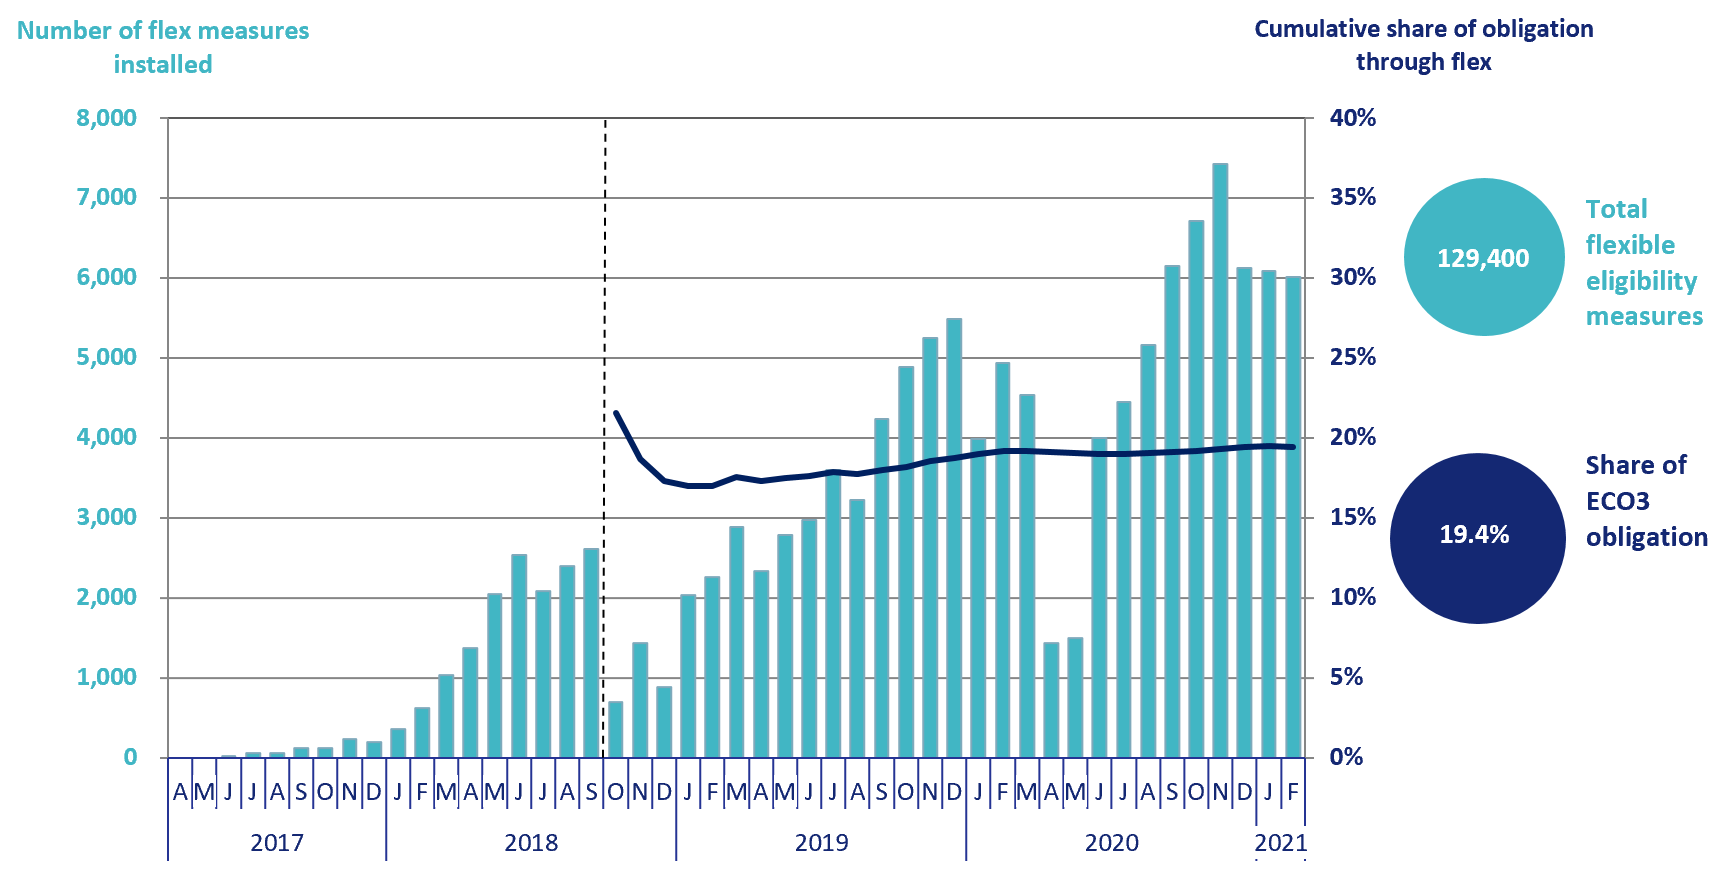 Number of flex measures
installed
Cumulative share of obligation
through flex
8,000
7,000
6,000
5,000
4,000
3,000
2,000
1,000
0
40%
35%
30%
25%
20%
15%
10%
5%
0%
A M J J A S O N D J F M A M J J A S O N D J F M A M J J A S O N D J F M A M J J A S O N D J F
2017 2018 2019 2020 2021
129,400
Total
flexible
eligibility
measures
19.4%
Share of
ECO3
obligation